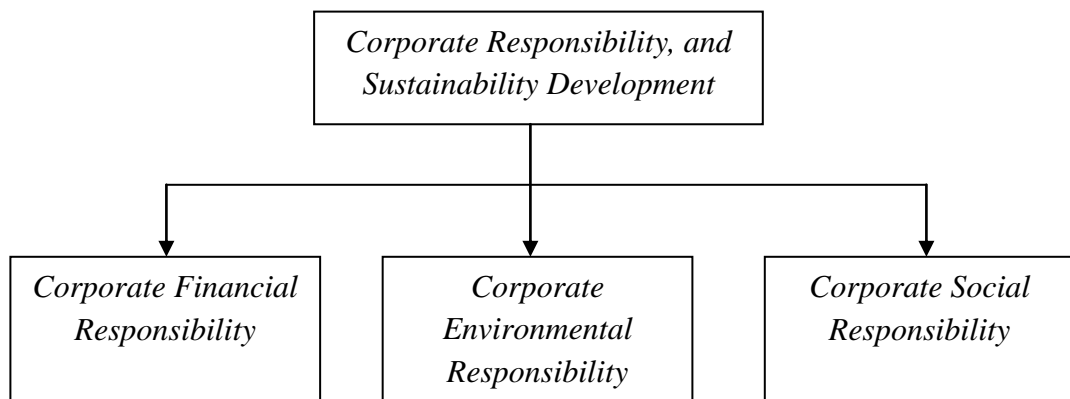 Corporate Responsibility, and
Sustainability Development
Corporate Financial
Responsibility
Corporate
Environmental
Responsibility
Corporate Social
Responsibility